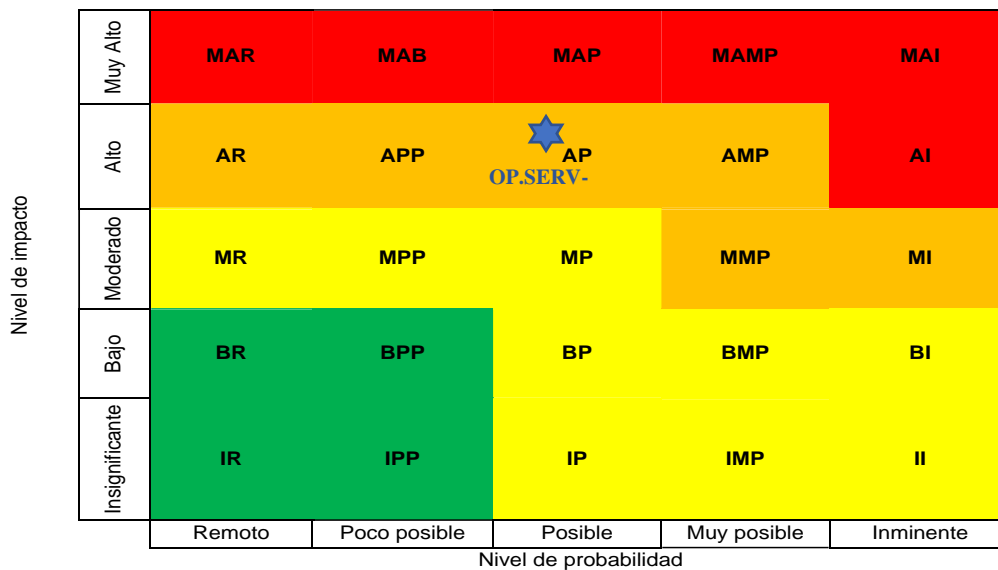 Nivel de impacto
Muy Alto
MAR MAB MAP MAMP MAI
Alto
AR APP AP AMP AI
OP.SERV-
Moderado
MR MPP MP MMP MI
Bajo
BR BPP BP BMP BI
Insignificante
IR IPP IP IMP II
Remoto Poco posible Posible Muy posible Inminente
Nivel de probabilidad